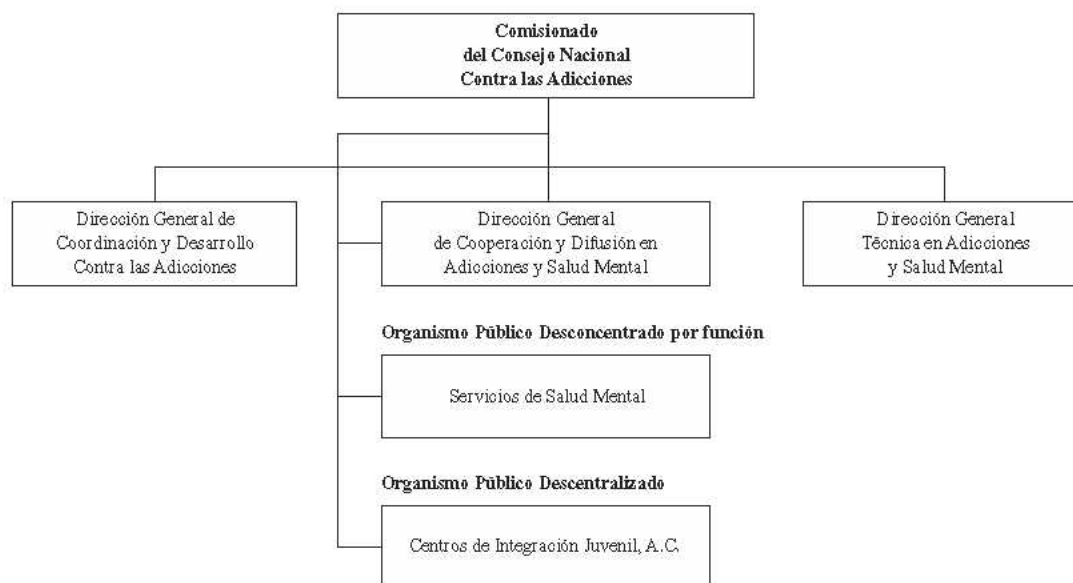 Comisionado
del Consejo Nacional
Contra las Adicciones
Dirección General de
Coordinación y Desarrollo
Contra las Adicciones
Dirección General
de Cooperación y Difusión en
Adicciones y Salud Mental
Dirección General
Técnica en Adicciones
y Salud Mental
Organismo Público Desconcentrado por función
Servicios de Salud Mental
Organismo Público Descentralizado
Centros de Integración Juvenil, A.C.